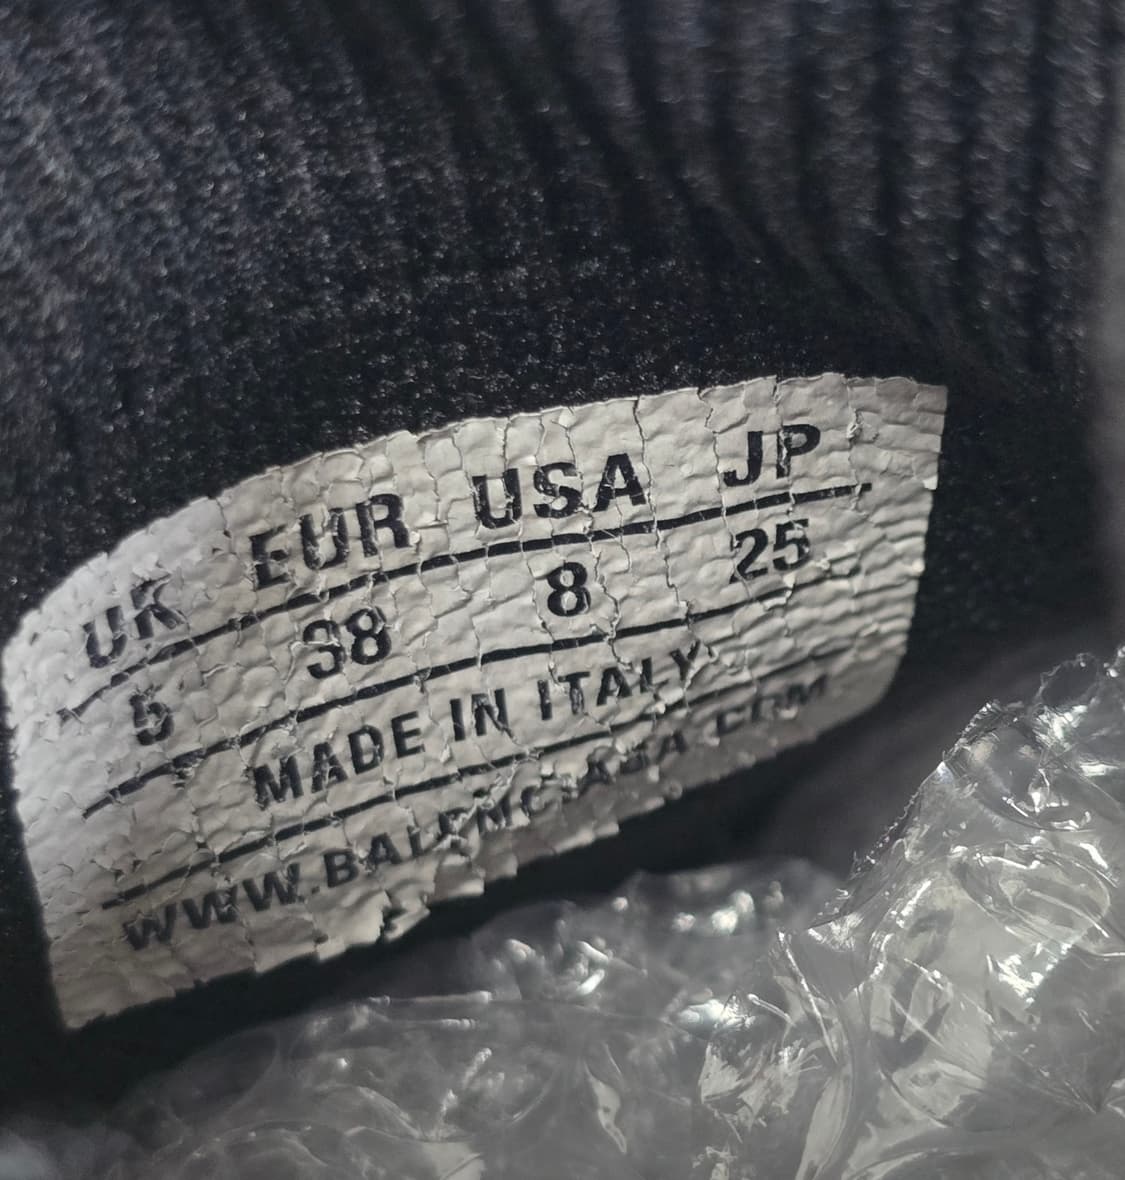 UK EUR USA JP
5 38 8 25
MADE IN ITALY
WWW.BALENCIAGA.COM